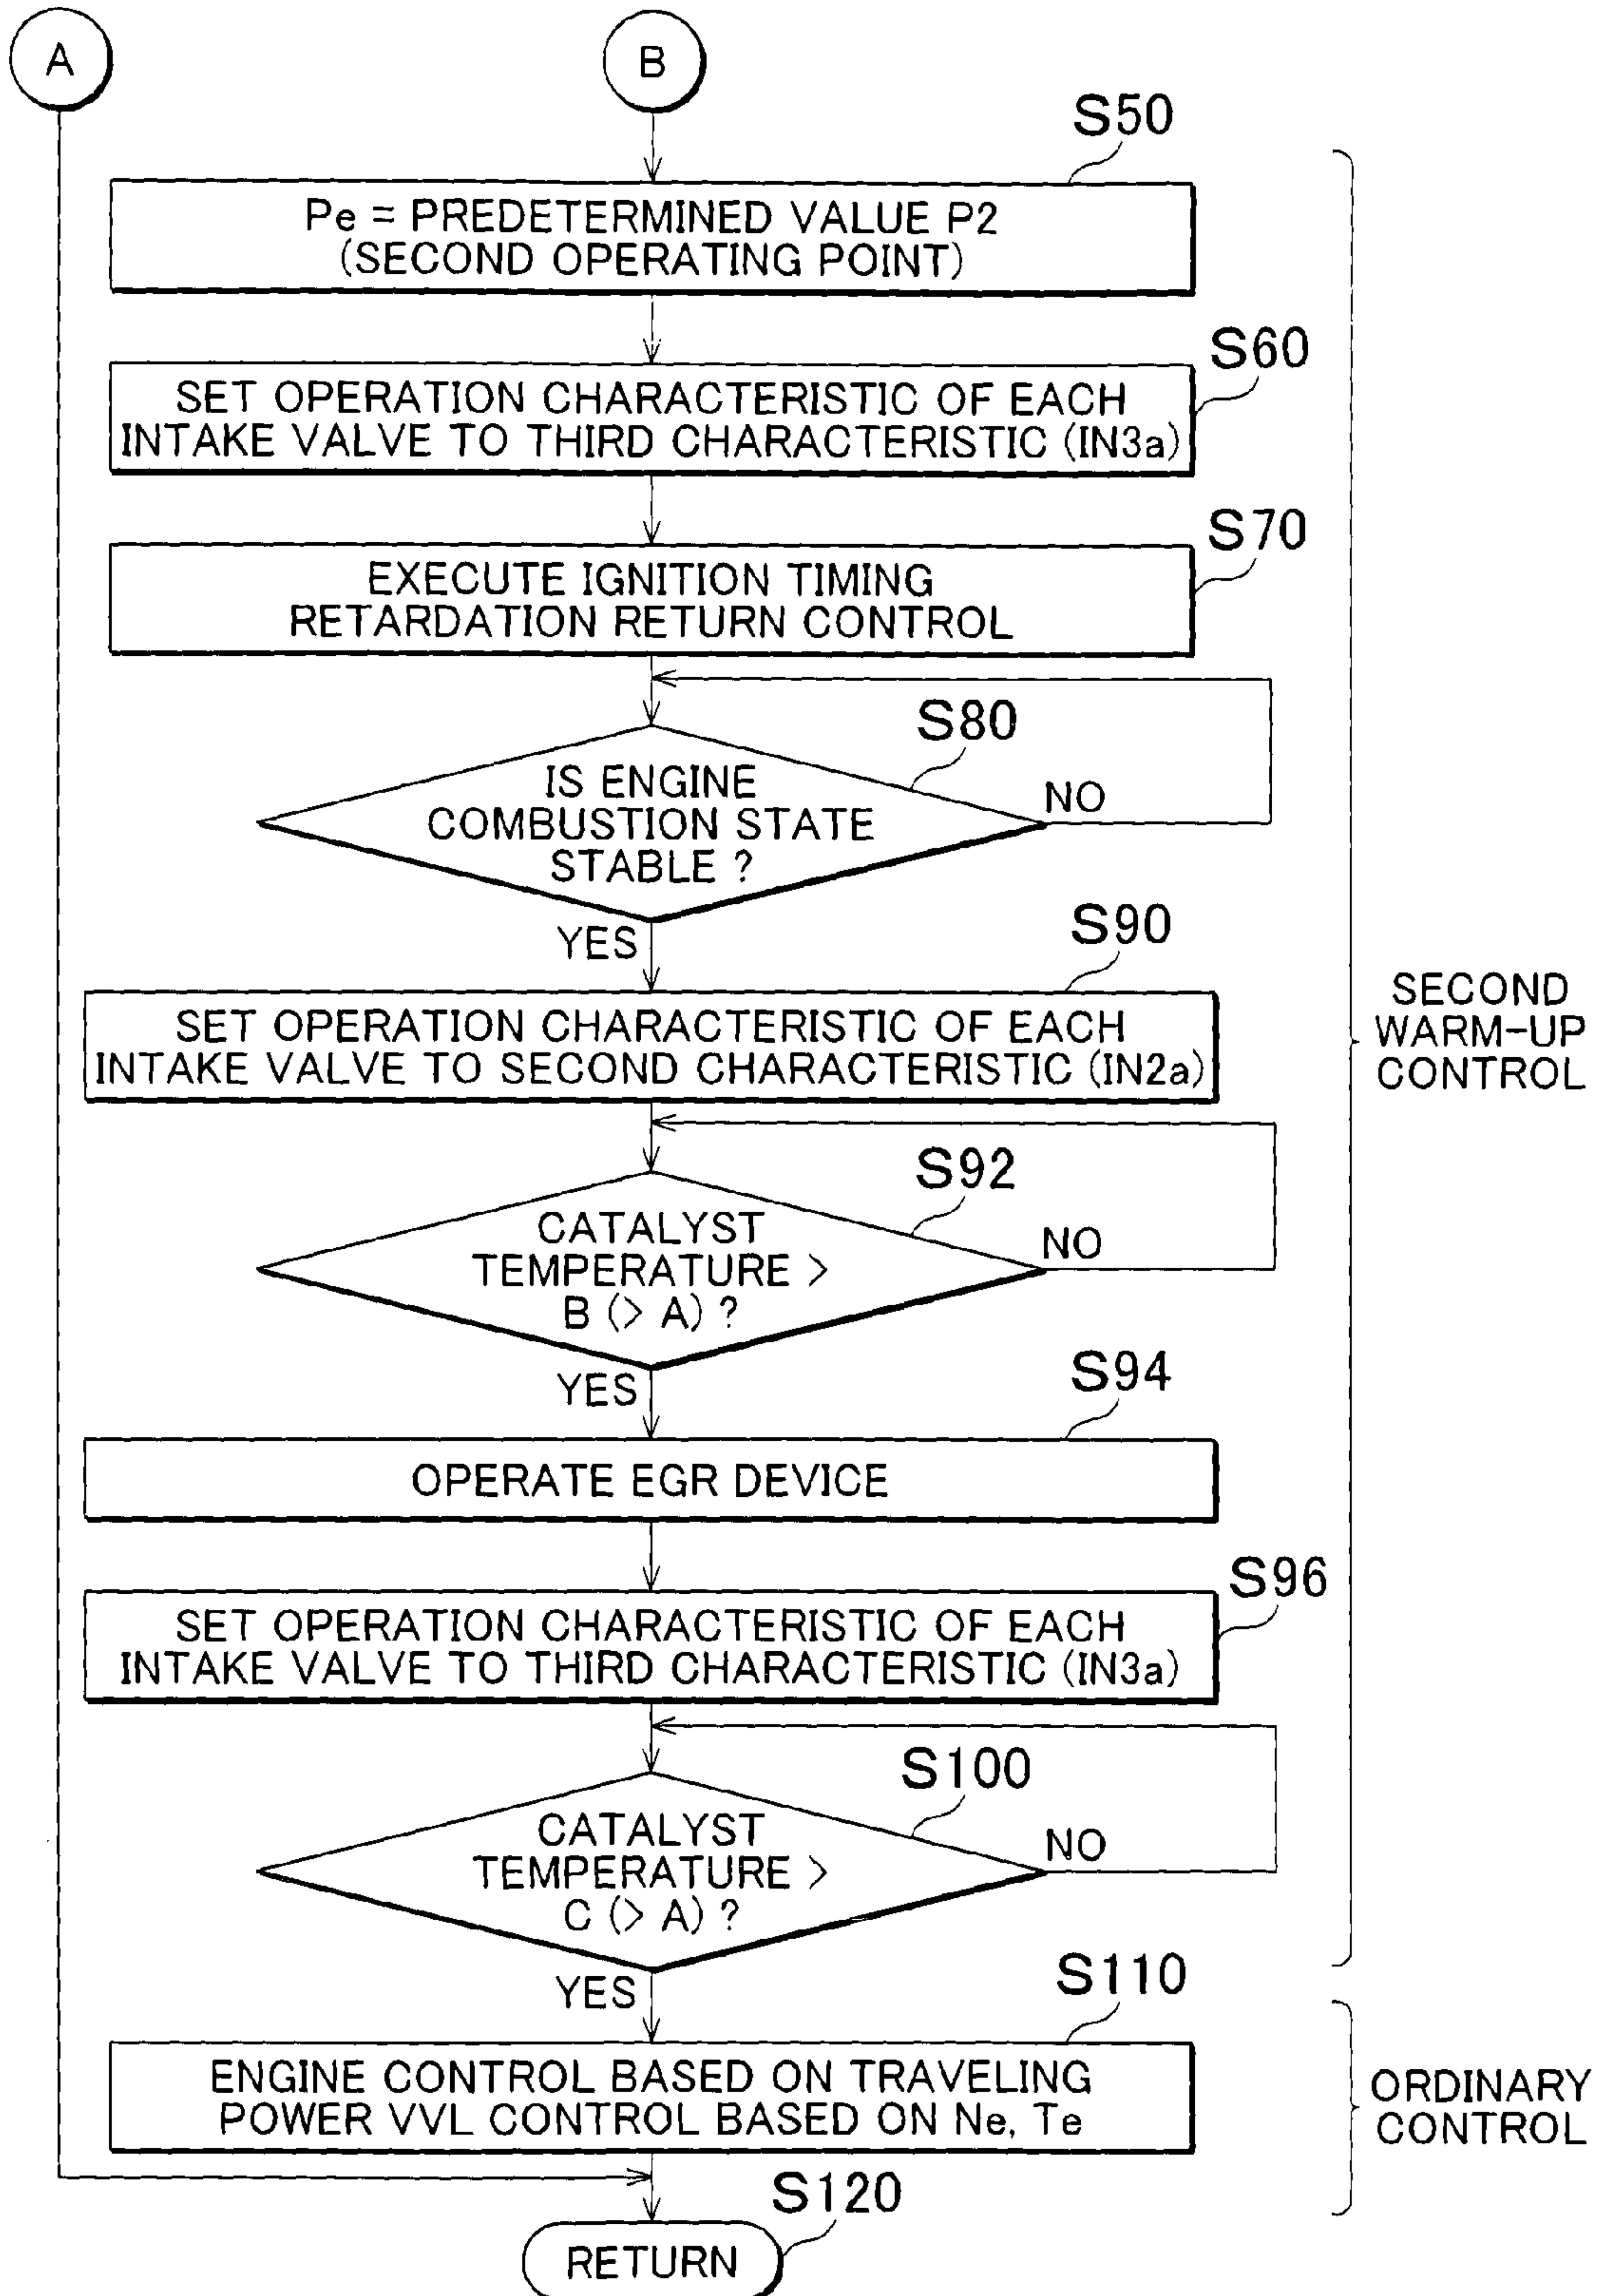 A
B
S50
Pe = PREDETERMINED VALUE P2
(SECOND OPERATING POINT)
S60
SET OPERATION CHARACTERISTIC OF EACH
INTAKE VALVE TO THIRD CHARACTERISTIC (IN3a)
S70
EXECUTE IGNITION TIMING
RETARDATION RETURN CONTROL
S80
IS ENGINE
COMBUSTION STATE
STABLE ?
NO
YES
S90
SET OPERATION CHARACTERISTIC OF EACH
INTAKE VALVE TO SECOND CHARACTERISTIC (IN2a)
SECOND
WARM-UP
CONTROL
S92
CATALYST
TEMPERATURE >
B (> A) ?
NO
YES
S94
OPERATE EGR DEVICE
S96
SET OPERATION CHARACTERISTIC OF EACH
INTAKE VALVE TO THIRD CHARACTERISTIC (IN3a)
S100
CATALYST
TEMPERATURE >
C (> A) ?
NO
YES
S110
ENGINE CONTROL BASED ON TRAVELING
POWER VVL CONTROL BASED ON Ne, Te
ORDINARY
CONTROL
S120
RETURN